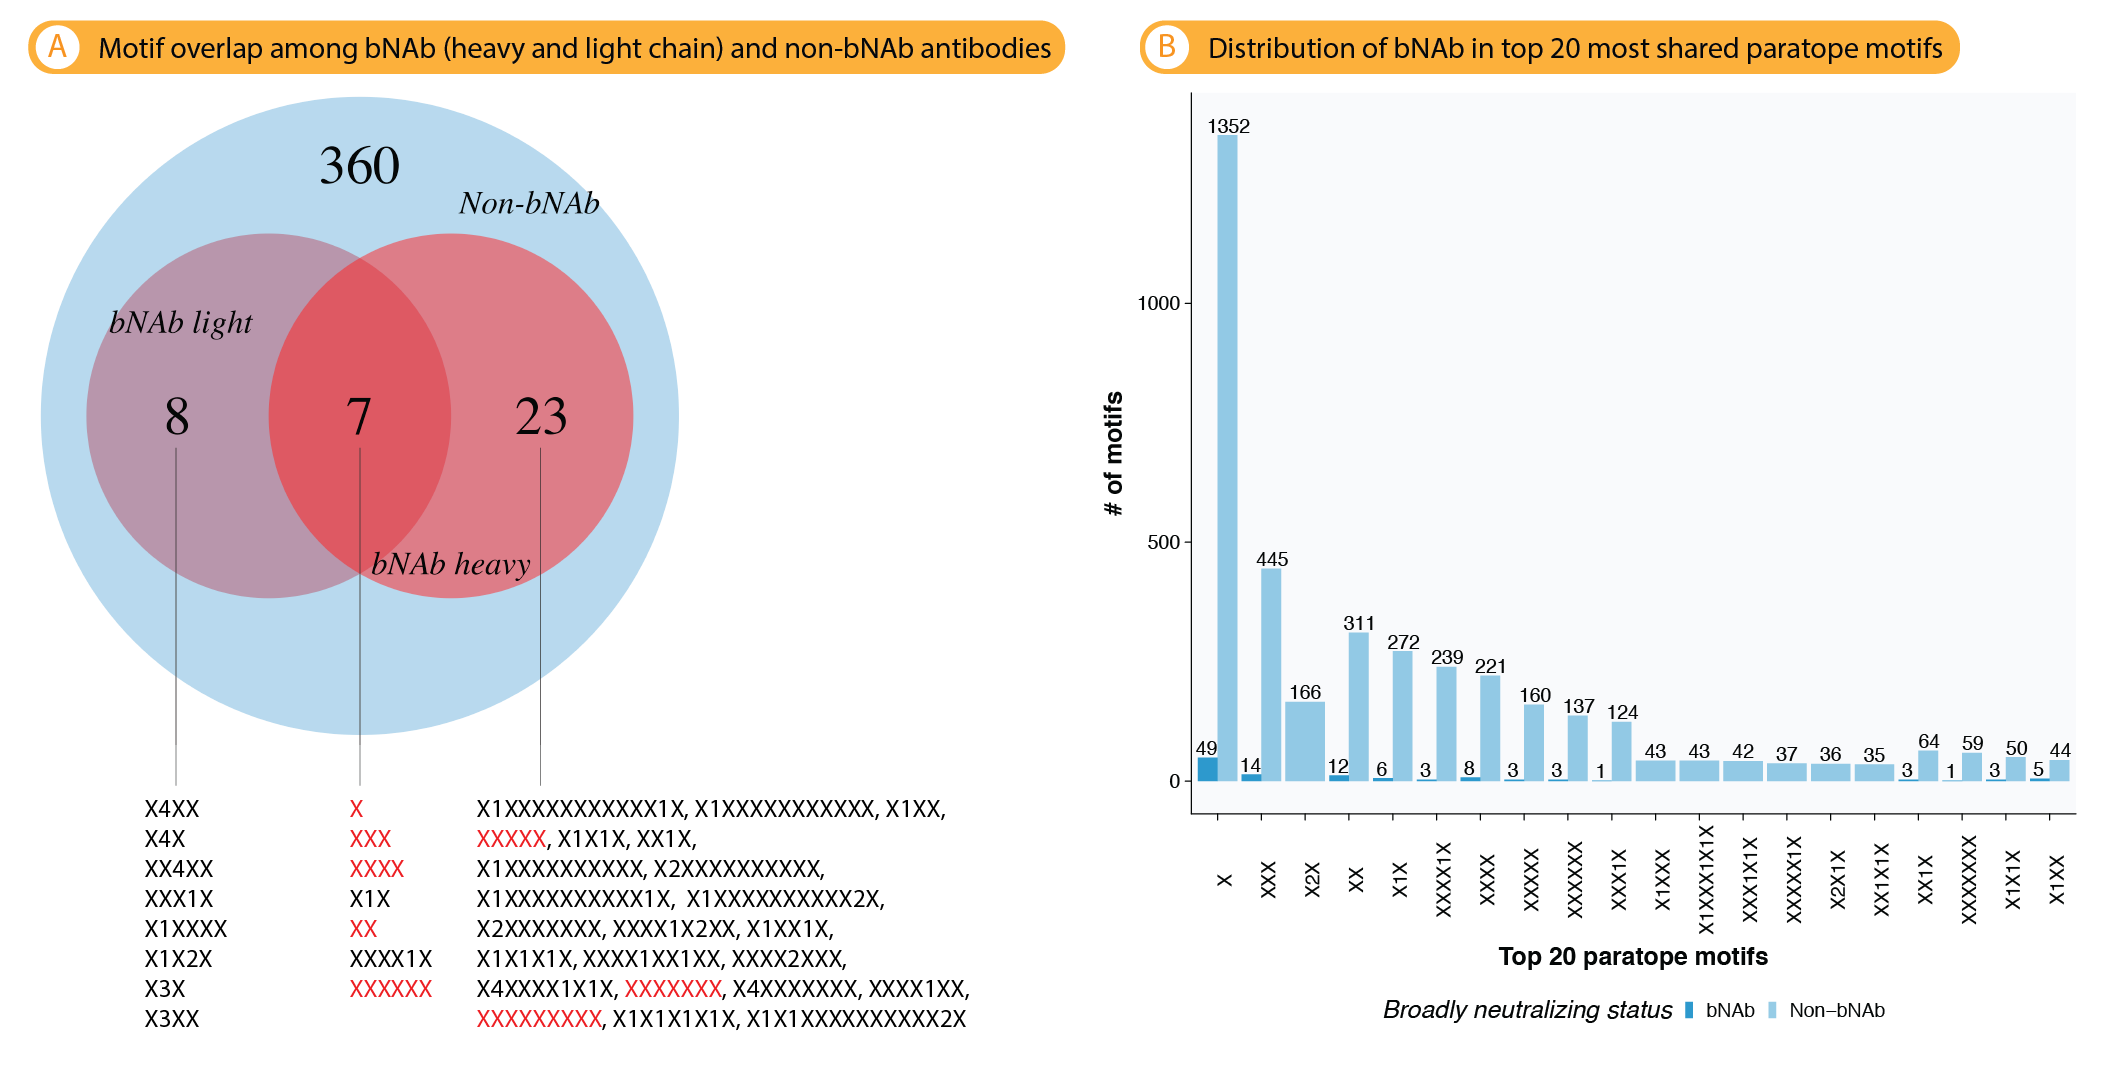 A Motif overlap among bNAb (heavy and light chain) and non-bNAb antibodies
360
Non-bNAb
bNAb light
8 7 23
bNAb heavy
X4XX X X1XXXXXXXXXXX1X, X1XXXXXXXXXXX, X1XX,
X4X XXX XXXXX, X1X1X, XX1X,
XX4XX XXXX X1XXXXXXXXXX, X2XXXXXXXXXX,
XXX1X X1X X1XXXXXXXXXX1X, X1XXXXXXXXXX2X,
X1XXXX XX X2XXXXXXX, XXXX1X2XX, X1XX1X,
X1X2X XXXX1X X1X1X1X, XXXX1XX1XX, XXXX2XXX,
X3X XXXXXX X4XXXX1X1X, XXXXXXX, X4XXXXXXX, XXXX1XX,
X3XX XXXXXXXXX, X1X1X1X1X, X1X1XXXXXXXXXX2X
B Distribution of bNAb in top 20 most shared paratope motifs
# of motifs
1000
500
0
1352
49
445
14
166
311
12
272
6
239
3
221
8
160
3
137
3
124
1
43
43
42
37
36
35
64
3
59
1
50
3
44
5
X
XXX
X2X
XX
X1X
XXXX1X
XXXX
XXXXX
XXXXXX
XXX1X
X1XXX
X1XXX1X1X
XXX1X1X
XXXXX1X
X2X1X
XX1X1X
XX1X
XXXXXXX
X1X1X
X1XX
Top 20 paratope motifs
Broadly neutralizing status bNAb Non−bNAb